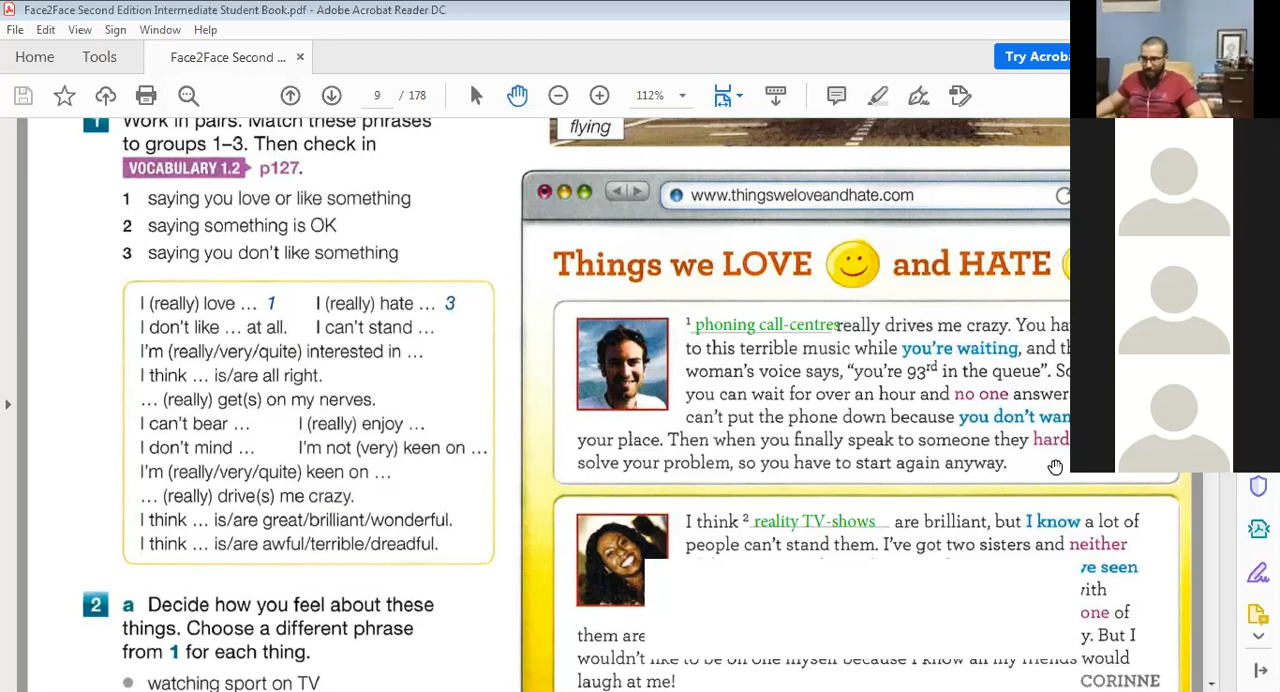 Face2Face Second Edition Intermediate Student Book.pdf - Adobe Acrobat Reader DC
File Edit View Sign Window Help
Home Tools Face2Face Second ... × Try Acroba
9 / 178 112%
1 Work in pairs. Match these phrases
to groups 1–3. Then check in
VOCABULARY 1.2 p127.
1 saying you love or like something
2 saying something is OK
3 saying you don't like something
I (really) love … 1 I (really) hate … 3
I don't like … at all. I can't stand …
I'm (really/very/quite) interested in …
I think … is/are all right.
… (really) get(s) on my nerves.
I can't bear … I (really) enjoy …
I don't mind … I'm not (very) keen on …
I'm (really/very/quite) keen on …
… (really) drive(s) me crazy.
I think … is/are great/brilliant/wonderful.
I think … is/are awful/terrible/dreadful.
2 a Decide how you feel about these
things. Choose a different phrase
from 1 for each thing.
● watching sport on TV
flying
www.thingsweloveandhate.com
Things we LOVE and HATE
1 phoning call-centres really drives me crazy. You ha
to this terrible music while you're waiting, and th
woman's voice says, "you're 93rd in the queue". So
you can wait for over an hour and no one answer
can't put the phone down because you don't wan
your place. Then when you finally speak to someone they hard
solve your problem, so you have to start again anyway.
I think 2 reality TV-shows are brilliant, but I know a lot of
people can't stand them. I've got two sisters and neither
've seen
with
one of
them are y. But I
wouldn't like to be on one myself because I know all my friends would
laugh at me!
CORINNE